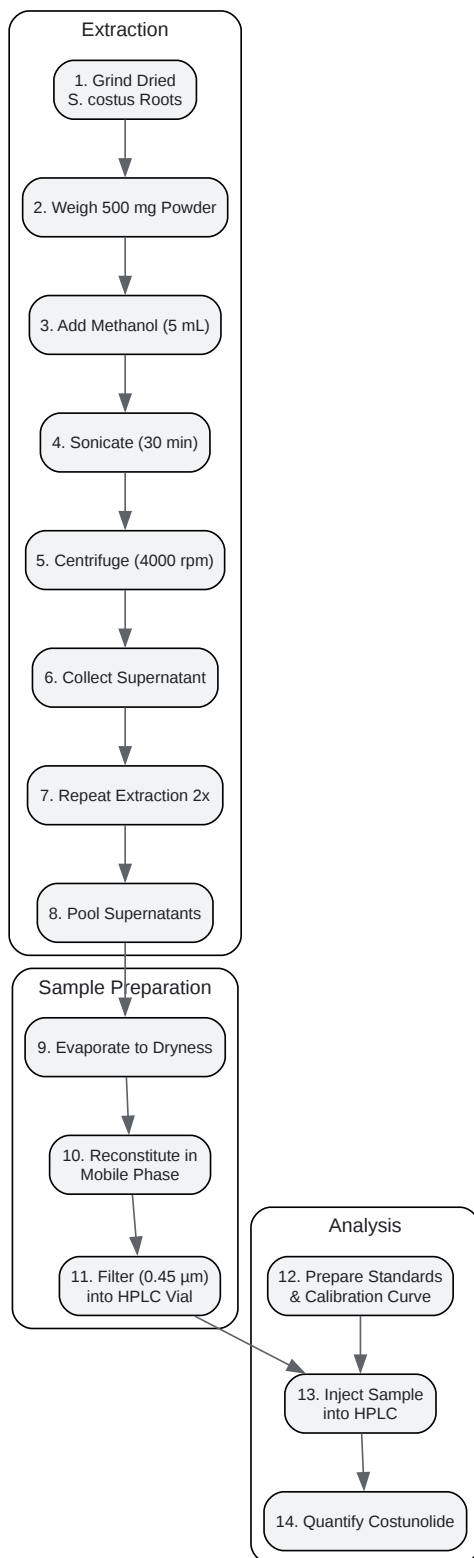 Extraction
1. Grind Dried
S. costus Roots
2. Weigh 500 mg Powder
3. Add Methanol (5 mL)
4. Sonicate (30 min)
5. Centrifuge (4000 rpm)
6. Collect Supernatant
7. Repeat Extraction 2x
8. Pool Supernatants
Sample Preparation
9. Evaporate to Dryness
10. Reconstitute in
Mobile Phase
11. Filter (0.45 µm)
into HPLC Vial
Analysis
12. Prepare Standards
& Calibration Curve
13. Inject Sample
into HPLC
14. Quantify Costunolide